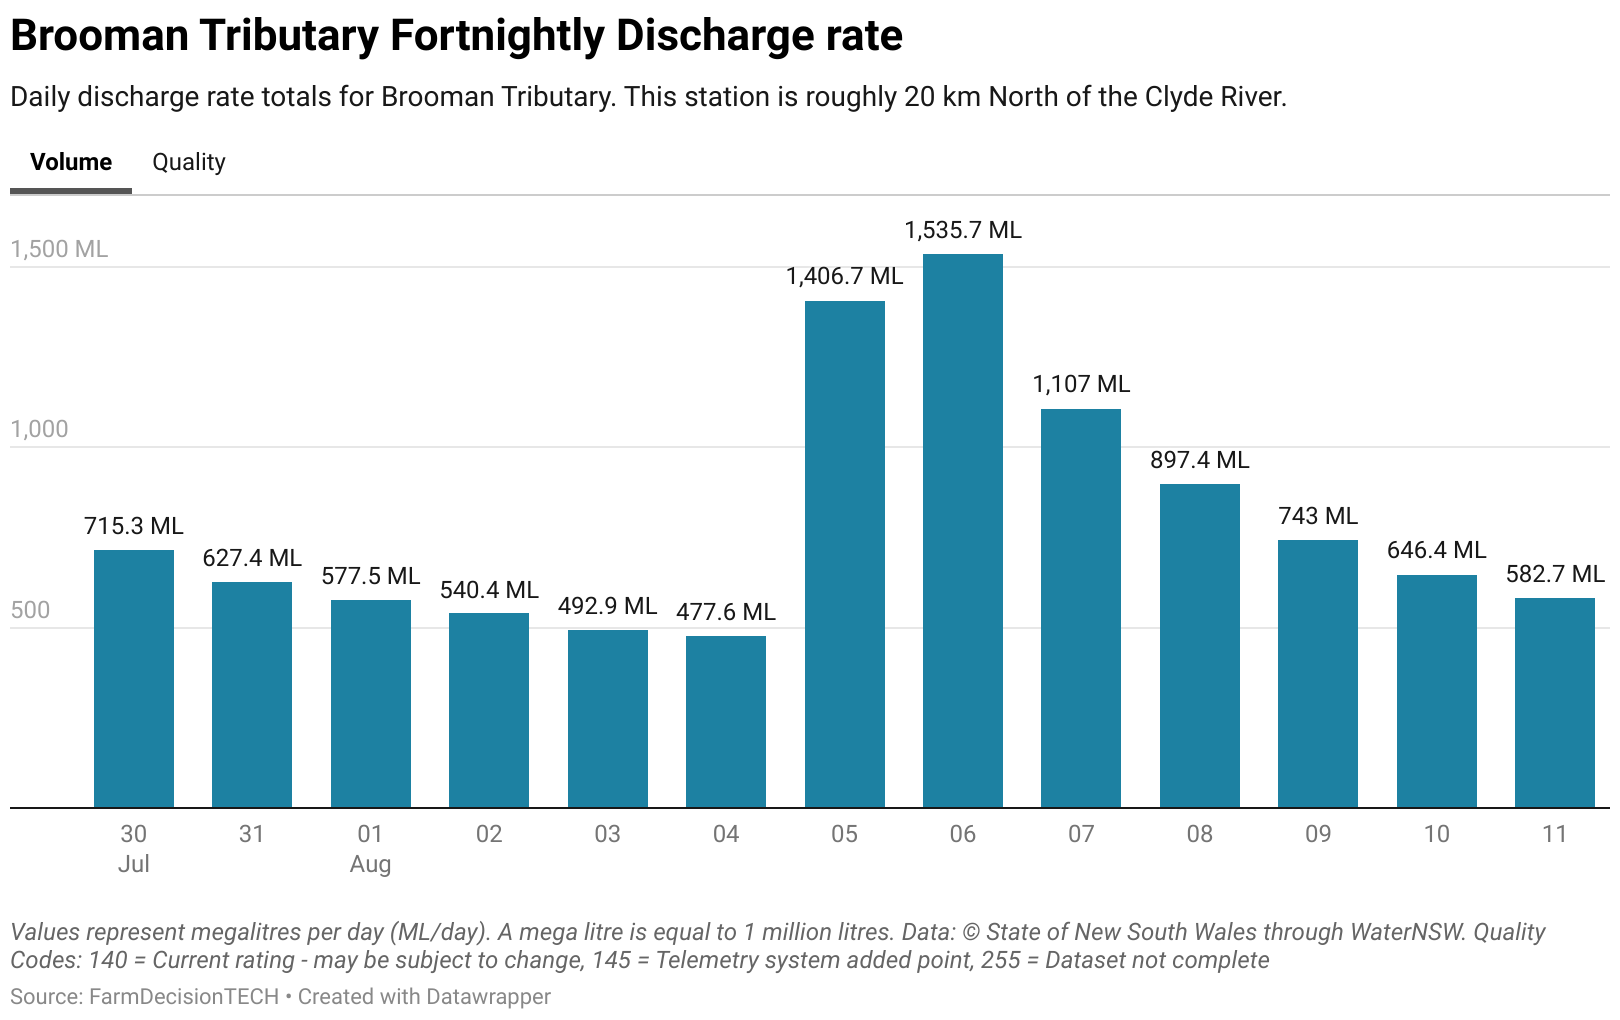 Brooman Tributary Fortnightly Discharge rate
Daily discharge rate totals for Brooman Tributary. This station is roughly 20 km North of the Clyde River.
Volume Quality
1,500 ML
1,000
500
715.3 ML
627.4 ML
577.5 ML
540.4 ML
492.9 ML
477.6 ML
1,406.7 ML
1,535.7 ML
1,107 ML
897.4 ML
743 ML
646.4 ML
582.7 ML
30 31 01 02 03 04 05 06 07 08 09 10 11
Jul Aug
Values represent megalitres per day (ML/day). A mega litre is equal to 1 million litres. Data: © State of New South Wales through WaterNSW. Quality
Codes: 140 = Current rating - may be subject to change, 145 = Telemetry system added point, 255 = Dataset not complete
Source: FarmDecisionTECH • Created with Datawrapper